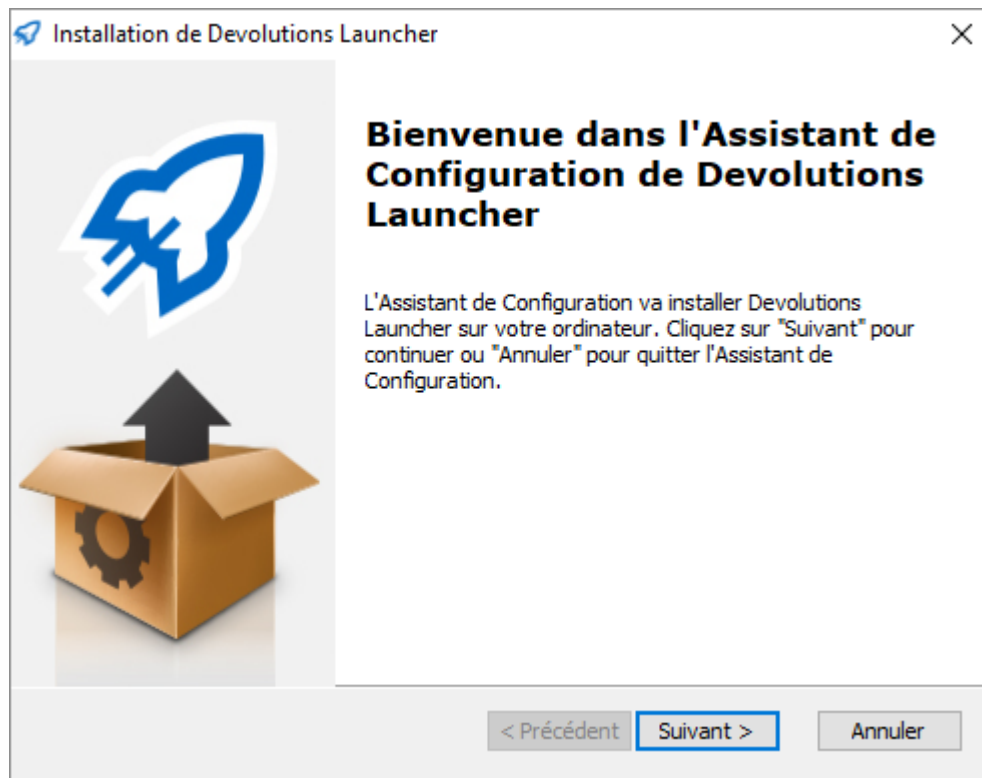 Installation de Devolutions Launcher
Bienvenue dans l'Assistant de
Configuration de Devolutions
Launcher
L'Assistant de Configuration va installer Devolutions
Launcher sur votre ordinateur. Cliquez sur "Suivant" pour
continuer ou "Annuler" pour quitter l'Assistant de
Configuration.
< Précédent
Suivant >
Annuler